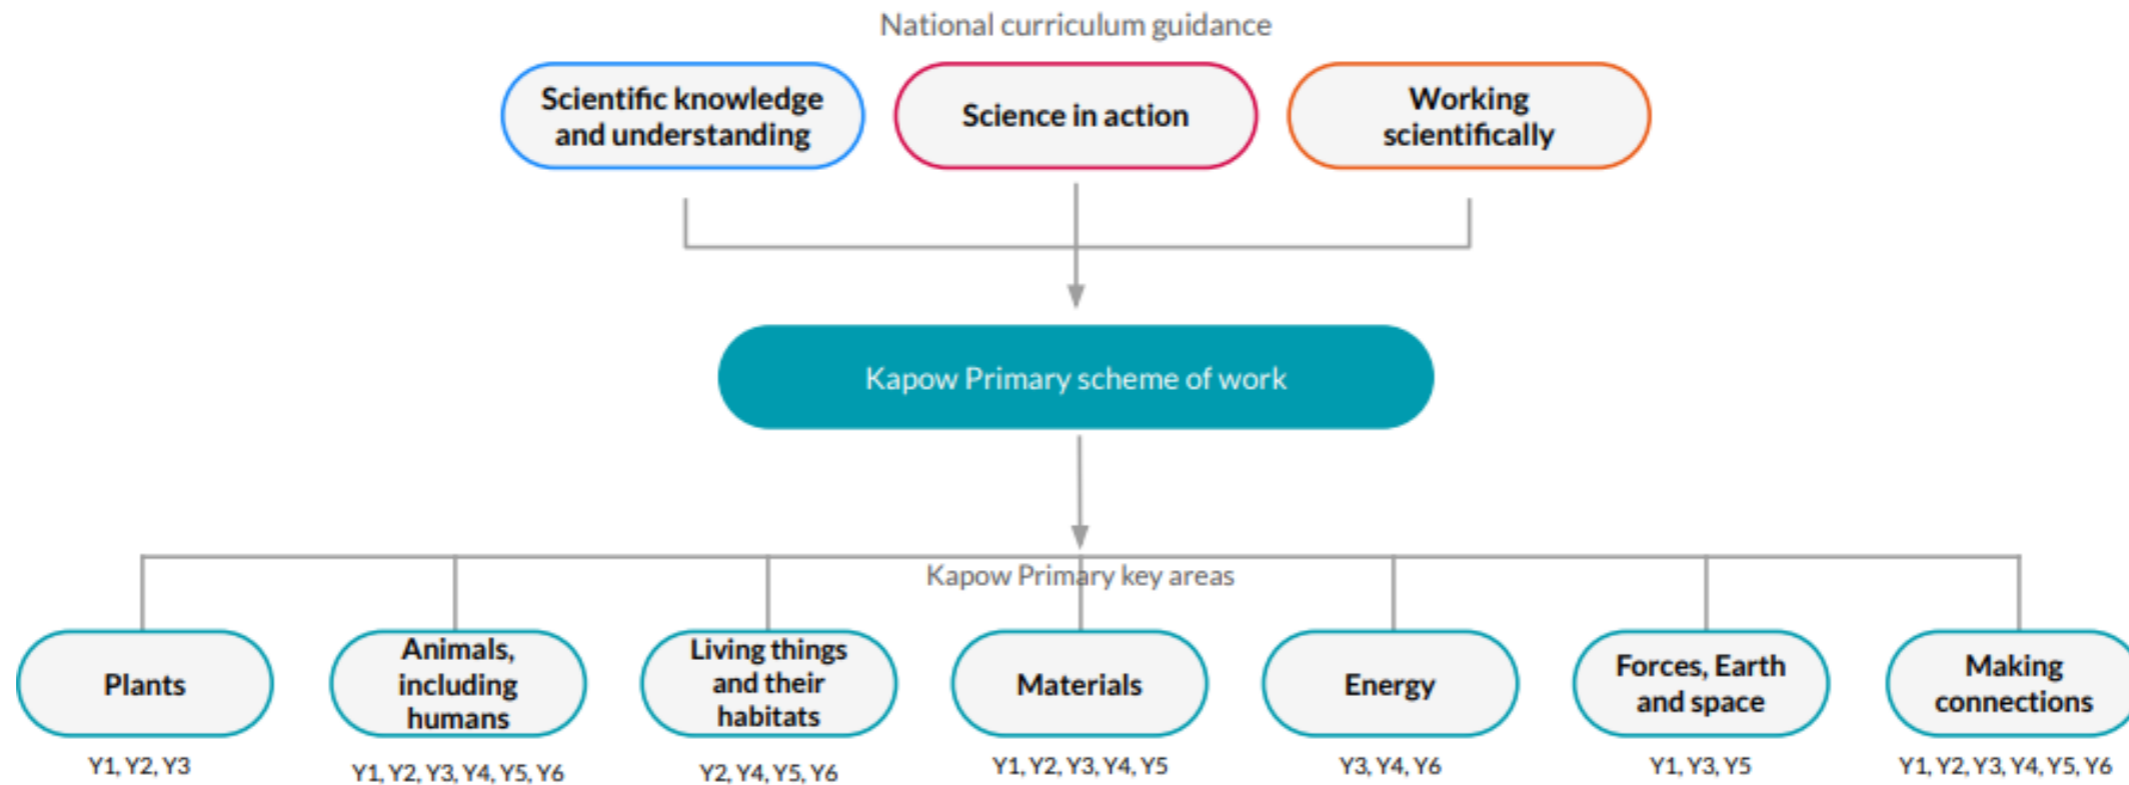 National curriculum guidance
Scientific knowledge
and understanding
Science in action
Working
scientifically
Kapow Primary scheme of work
Kapow Primary key areas
Plants
Y1, Y2, Y3
Animals,
including
humans
Y1, Y2, Y3, Y4, Y5, Y6
Living things
and their
habitats
Y2, Y4, Y5, Y6
Materials
Y1, Y2, Y3, Y4, Y5
Energy
Y3, Y4, Y6
Forces, Earth
and space
Y1, Y3, Y5
Making
connections
Y1, Y2, Y3, Y4, Y5, Y6